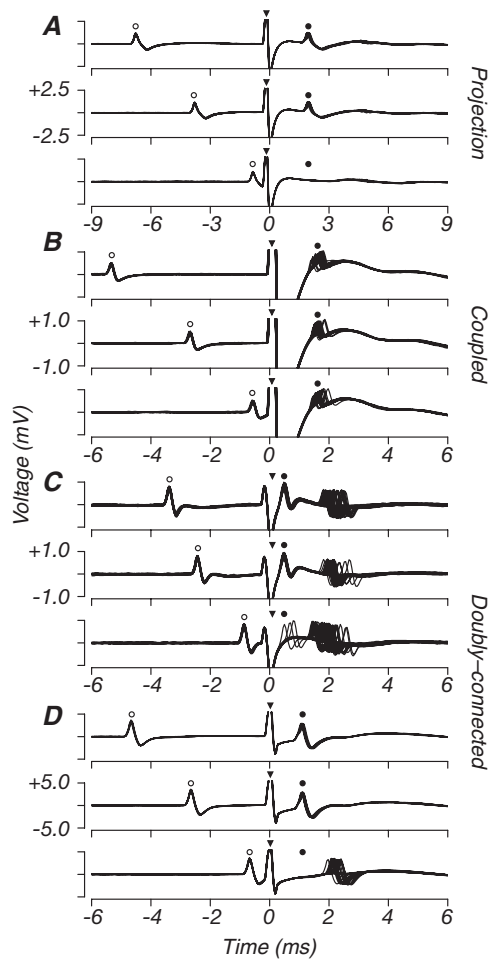 A
+2.5
-2.5
Projection
-9 -6 -3 0 3 6 9
B
+1.0
-1.0
Coupled
-6 -4 -2 0 2 4 6
Voltage (mV)
C
+1.0
-1.0
Doubly–connected
-6 -4 -2 0 2 4 6
D
+5.0
-5.0
-6 -4 -2 0 2 4 6
Time (ms)